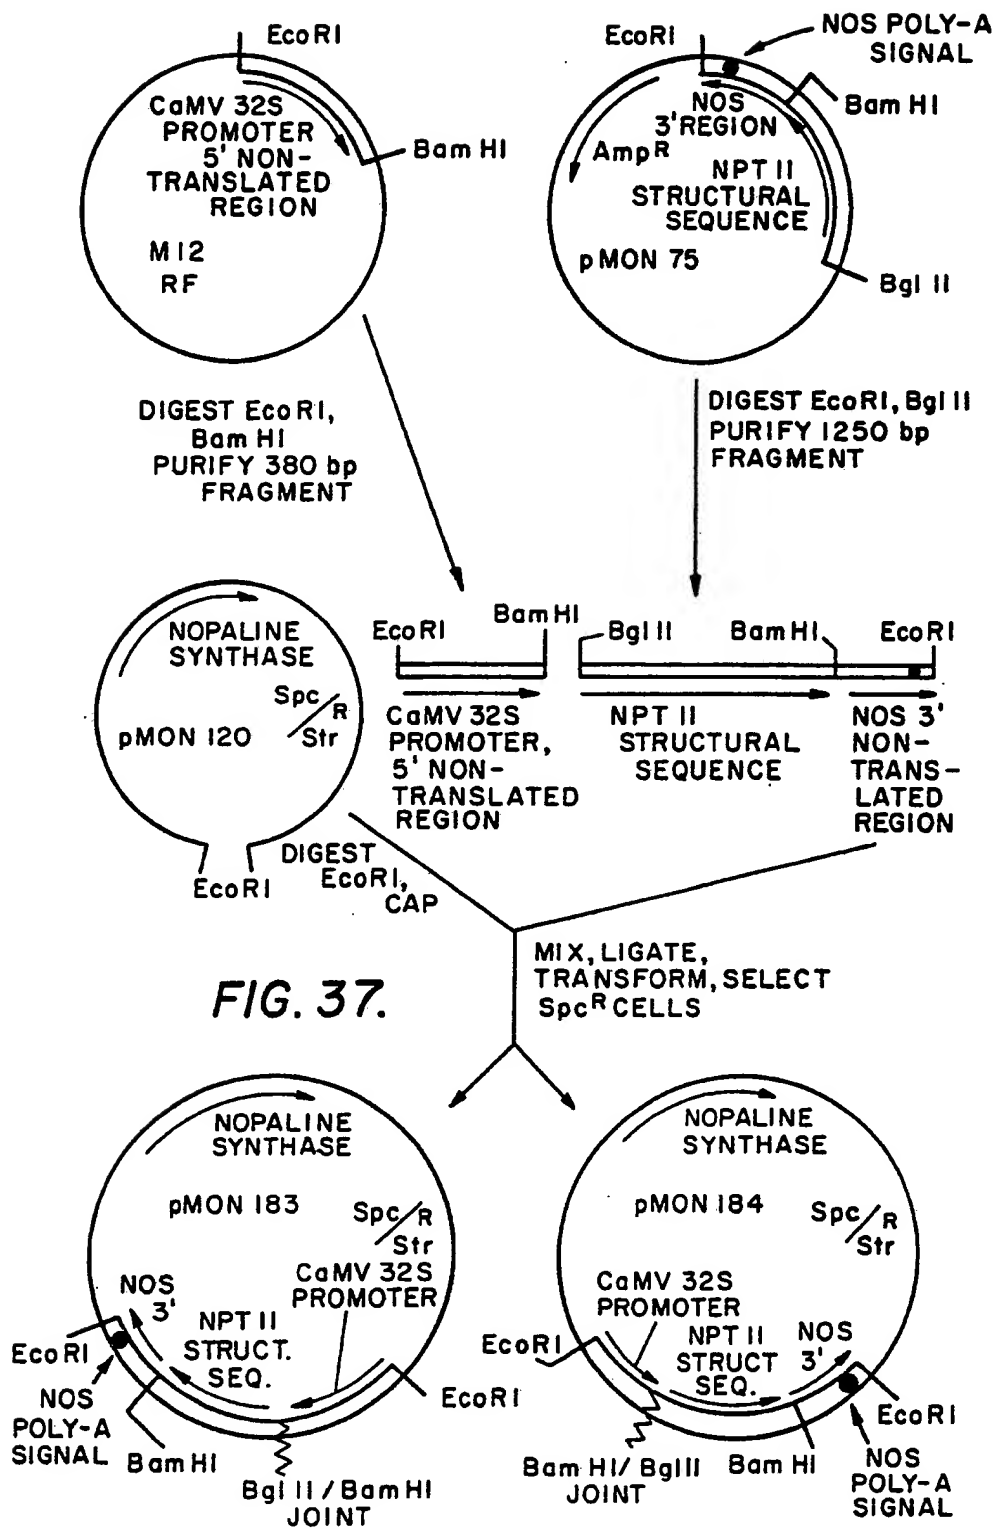 EcoRI
CaMV 32S
PROMOTER
5' NON-
TRANSLATED
REGION
Bam HI
M12
RF
EcoRI
NOS POLY-A
SIGNAL
Bam HI
NOS
3' REGION
Amp R
NPT II
STRUCTURAL
SEQUENCE
pMON 75
Bgl II
DIGEST EcoRI,
Bam HI
PURIFY 380 bp
FRAGMENT
DIGEST EcoRI, Bgl II
PURIFY 1250 bp
FRAGMENT
NOPALINE
SYNTHASE
Spc/Str R
pMON 120
EcoRI
EcoRI
BamHI
CaMV 32S
PROMOTER,
5' NON-
TRANSLATED
REGION
Bgl II
BamHI
EcoRI
NPT II
STRUCTURAL
SEQUENCE
NOS 3'
NON-
TRANS-
LATED
REGION
DIGEST
EcoRI,
CAP
MIX, LIGATE,
TRANSFORM, SELECT
Spc R CELLS
FIG. 37.
NOPALINE
SYNTHASE
pMON 183
Spc/Str R
CaMV 32S
PROMOTER
NOS
3'
NPT II
STRUCT.
SEQ.
EcoRI
EcoRI
NOS
POLY-A
SIGNAL
Bam HI
Bgl II / Bam HI
JOINT
NOPALINE
SYNTHASE
pMON 184
Spc/Str R
CaMV 32S
PROMOTER
NPT II
STRUCT
SEQ.
NOS
3'
EcoRI
EcoRI
Bam HI / BglII
JOINT
Bam HI
NOS
POLY-A
SIGNAL